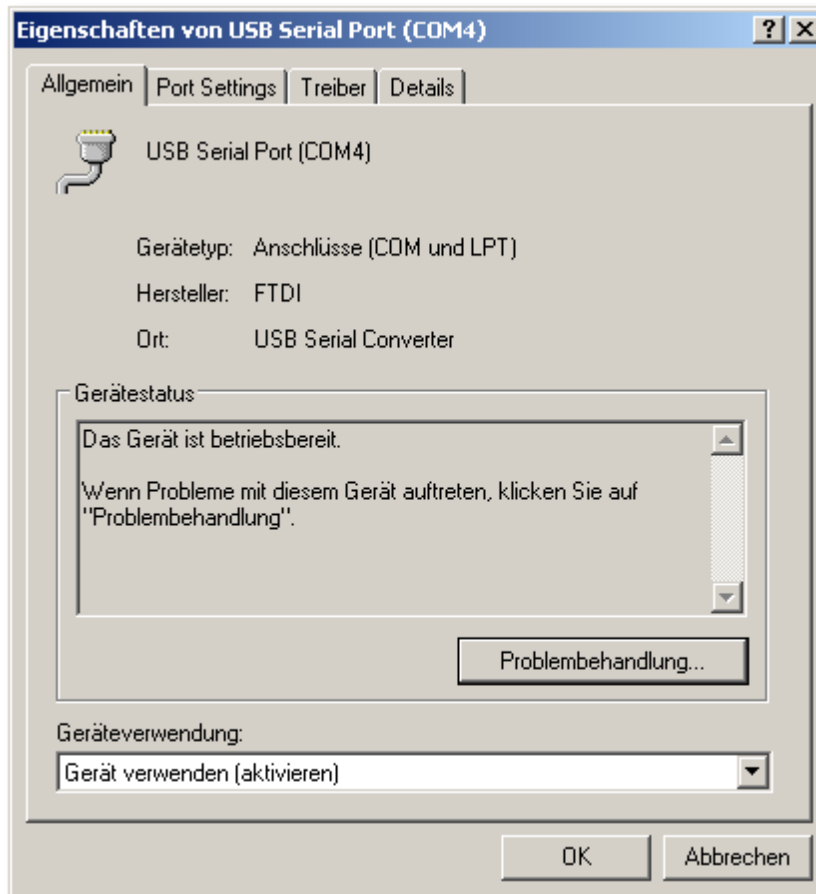 Eigenschaften von USB Serial Port (COM4)
Allgemein Port Settings Treiber Details
USB Serial Port (COM4)
Gerätetyp: Anschlüsse (COM und LPT)
Hersteller: FTDI
Ort: USB Serial Converter
Gerätestatus
Das Gerät ist betriebsbereit.
Wenn Probleme mit diesem Gerät auftreten, klicken Sie auf
"Problembehandlung".
Problembehandlung...
Geräteverwendung:
Gerät verwenden (aktivieren)
OK Abbrechen